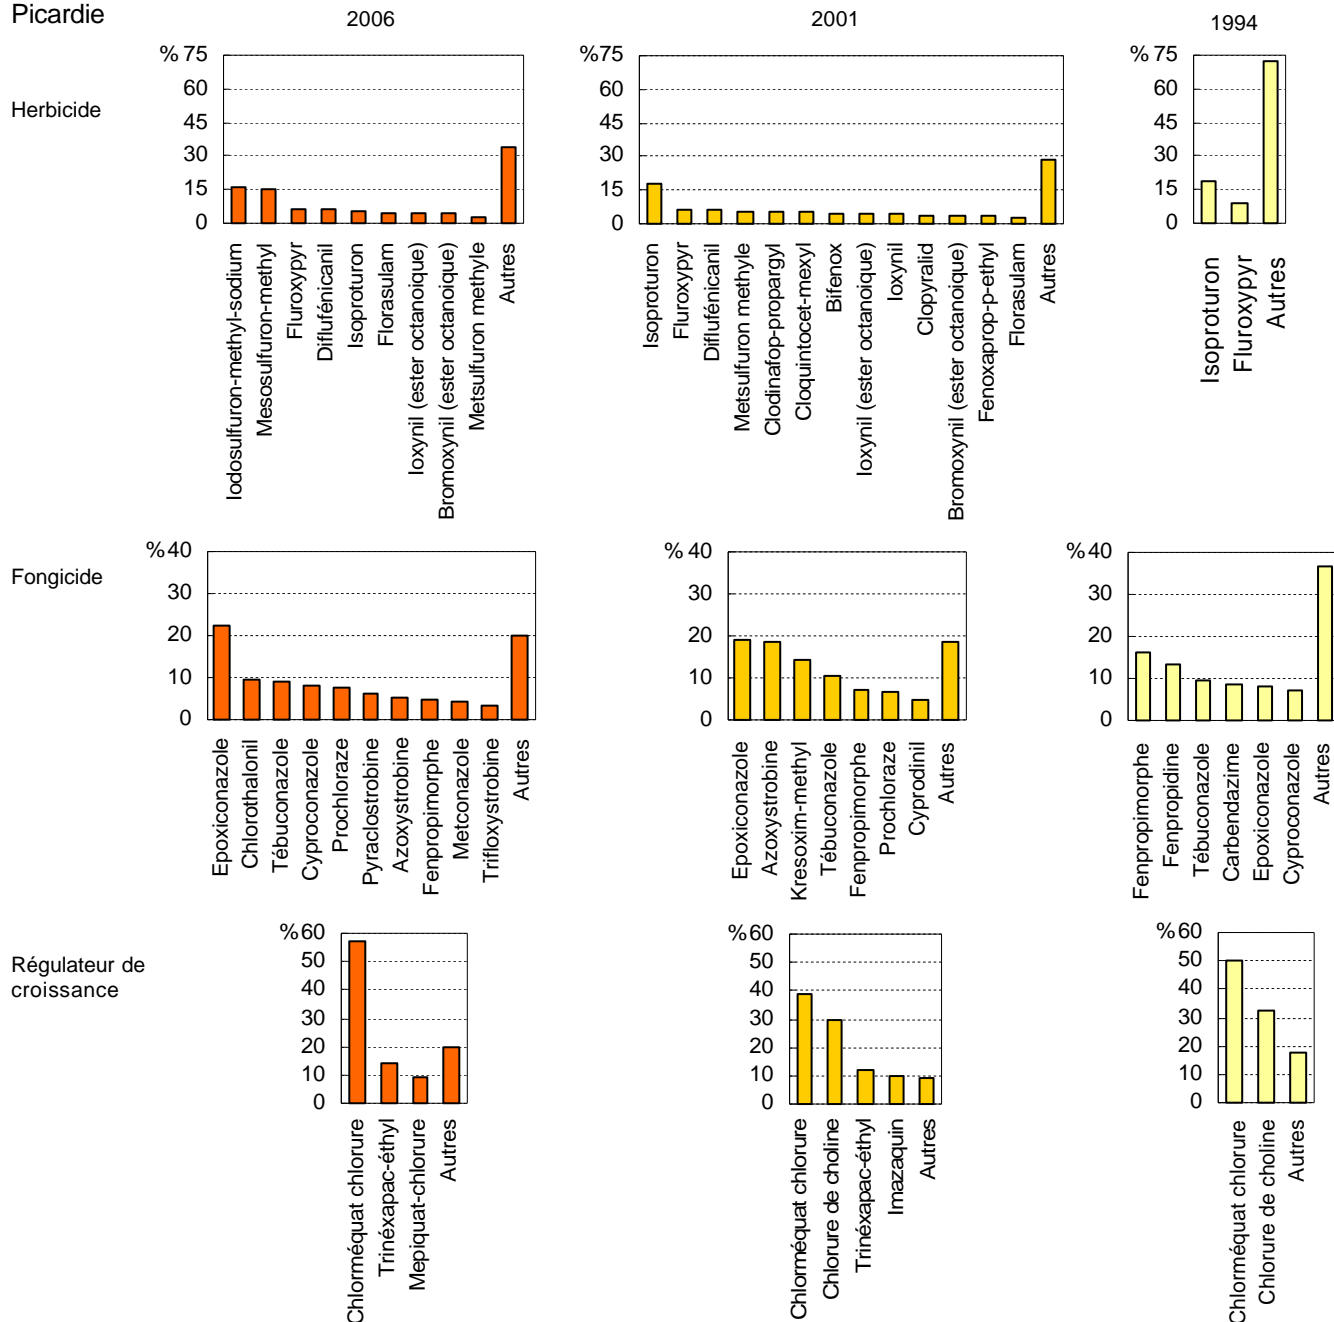 Picardie
2006
2001
1994
Herbicide
% 75
60
45
30
15
0
Iodosulfuron-methyl-sodium
Mesosulfuron-methyl
Fluroxypyr
Diflufénicanil
Isoproturon
Florasulam
Ioxynil (ester octanoique)
Bromoxynil (ester octanoique)
Metsulfuron methyle
Autres
%75
60
45
30
15
0
Isoproturon
Fluroxypyr
Diflufénicanil
Metsulfuron methyle
Clodinafop-propargyl
Cloquintocet-mexyl
Bifenox
Ioxynil (ester octanoique)
Ioxynil
Clopyralid
Bromoxynil (ester octanoique)
Fenoxaprop-p-ethyl
Florasulam
Autres
%75
60
45
30
15
0
Isoproturon
Fluroxypyr
Autres
Fongicide
%40
30
20
10
0
Epoxiconazole
Chlorothalonil
Tébuconazole
Cyproconazole
Prochloraze
Pyraclostrobine
Azoxystrobine
Fenpropimorphe
Metconazole
Trifloxystrobine
Autres
%40
30
20
10
0
Epoxiconazole
Azoxystrobine
Kresoxim-methyl
Tébuconazole
Fenpropimorphe
Prochloraze
Cyprodinil
Autres
%40
30
20
10
0
Fenpropimorphe
Fenpropidine
Tébuconazole
Carbendazime
Epoxiconazole
Cyproconazole
Autres
Régulateur de
croissance
%60
50
40
30
20
10
0
Chlorméquat chlorure
Trinéxapac-éthyl
Mepiquat-chlorure
Autres
%60
50
40
30
20
10
0
Chlorméquat chlorure
Chlorure de choline
Trinéxapac-éthyl
Imazaquin
Autres
%60
50
40
30
20
10
0
Chlorméquat chlorure
Chlorure de choline
Autres